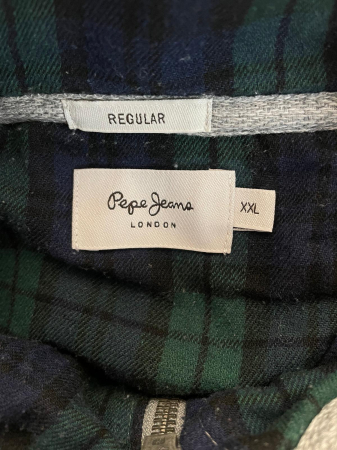 REGULAR
Pepe Jeans
LONDON
XXL